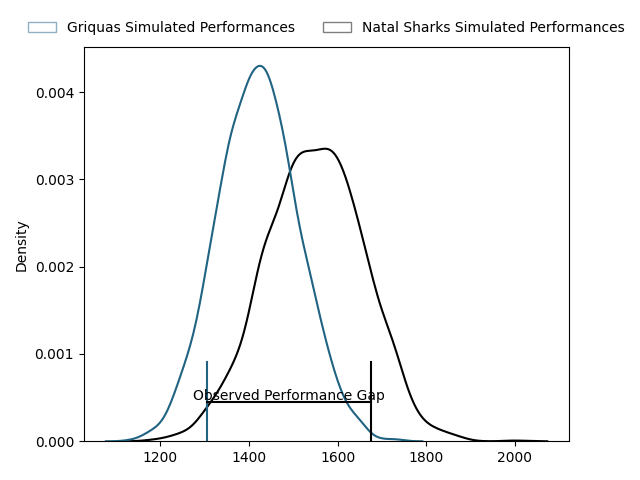 Griquas Simulated Performances
Natal Sharks Simulated Performances
0.004
0.003
0.002
0.001
0.000
Density
Observed Performance Gap
1200
1400
1600
1800
2000